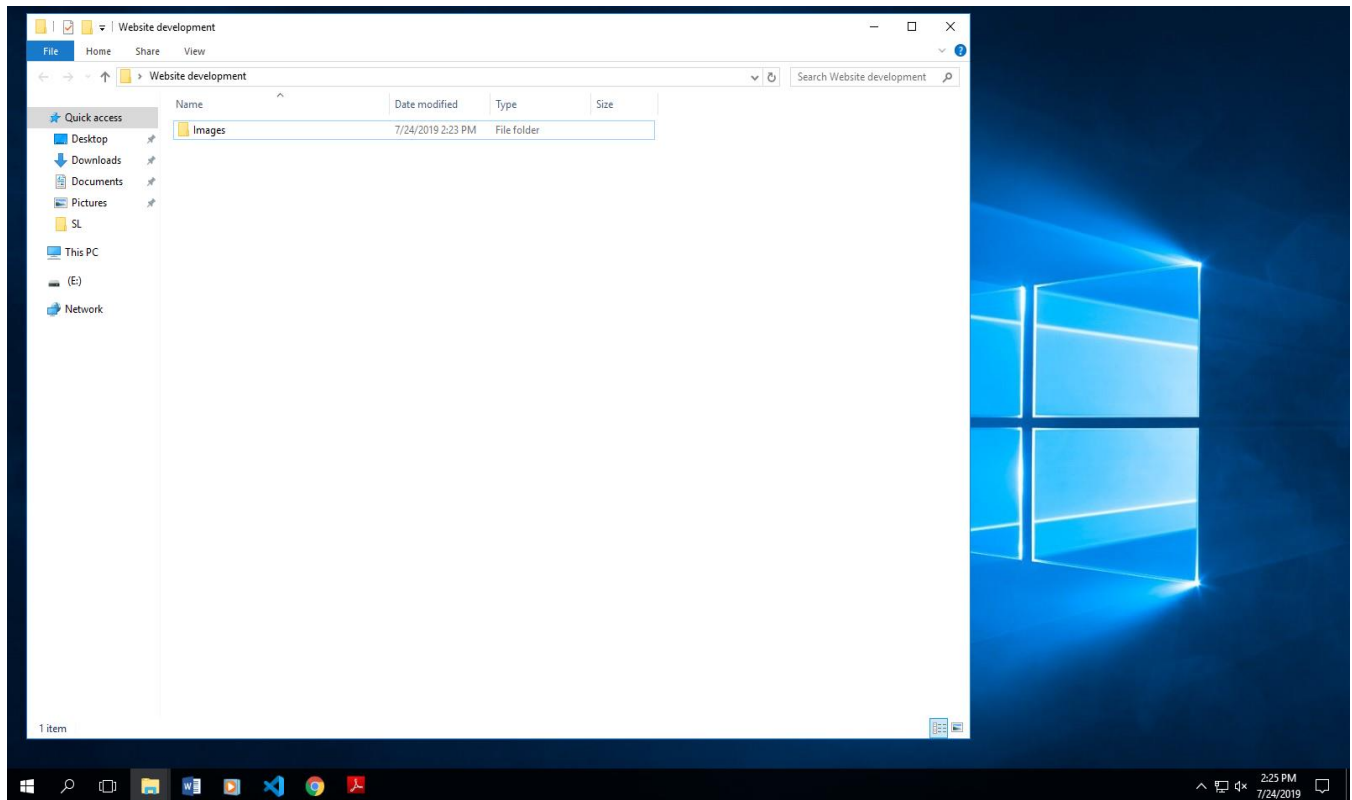 Website development
File Home Share View
Website development Search Website development
Name Date modified Type Size
Quick access
Images 7/24/2019 2:23 PM File folder
Desktop
Downloads
Documents
Pictures
SL
This PC
(E:)
Network
1 item
2:25 PM
7/24/2019